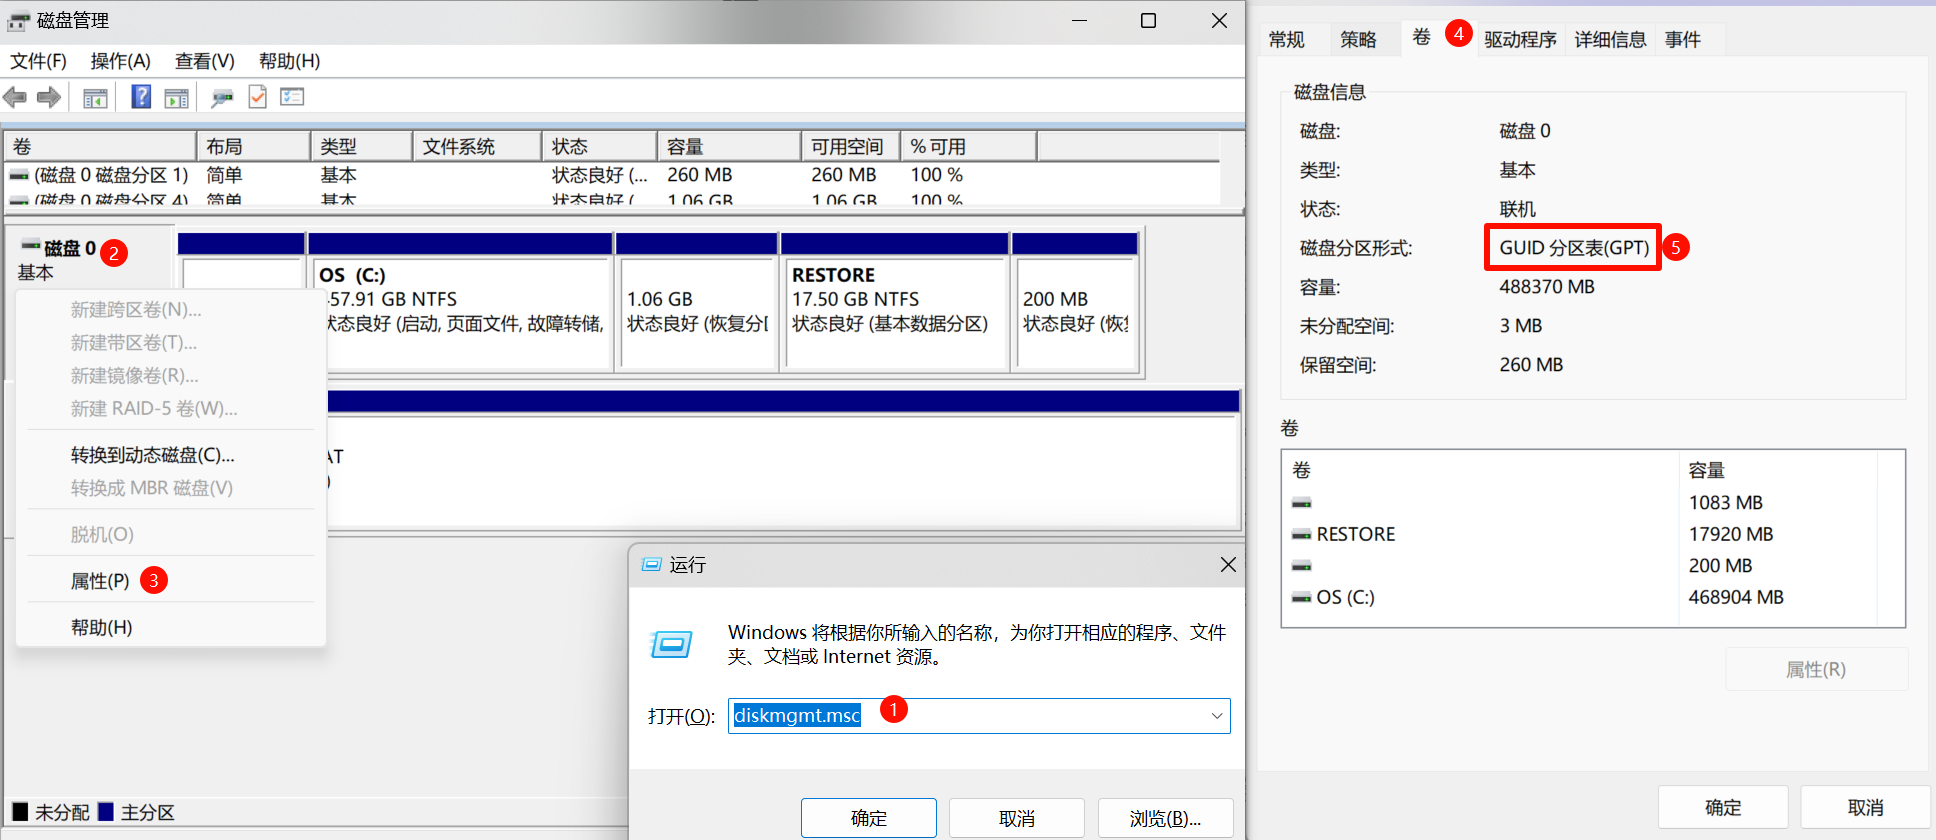 磁盘管理
文件(F) 操作(A) 查看(V) 帮助(H)
卷 布局 类型 文件系统 状态 容量 可用空间 % 可用
(磁盘 0 磁盘分区 1) 简单 基本 状态良好 (... 260 MB 260 MB 100 %
(磁盘 0 磁盘分区 4) 简单 基本 状态良好 ( 1.06 GB 1.06 GB 100 %
磁盘 0 2
基本
OS (C:)
57.91 GB NTFS
状态良好 (启动, 页面文件, 故障转储,
1.06 GB
状态良好 (恢复分区
RESTORE
17.50 GB NTFS
状态良好 (基本数据分区)
200 MB
状态良好 (恢复
新建跨区卷(N)...
新建带区卷(T)...
新建镜像卷(R)...
新建 RAID-5 卷(W)...
转换到动态磁盘(C)...
转换成 MBR 磁盘(V)
脱机(O)
属性(P) 3
帮助(H)
AT
)
未分配 主分区
运行
Windows 将根据你所输入的名称，为你打开相应的程序、文件
夹、文档或 Internet 资源。
打开(O): diskmgmt.msc 1
确定 取消 浏览(B)...
常规 策略 卷 4 驱动程序 详细信息 事件
磁盘信息
磁盘: 磁盘 0
类型: 基本
状态: 联机
磁盘分区形式: GUID 分区表(GPT) 5
容量: 488370 MB
未分配空间: 3 MB
保留空间: 260 MB
卷
卷 容量
1083 MB
RESTORE 17920 MB
200 MB
OS (C:) 468904 MB
属性(R)
确定 取消